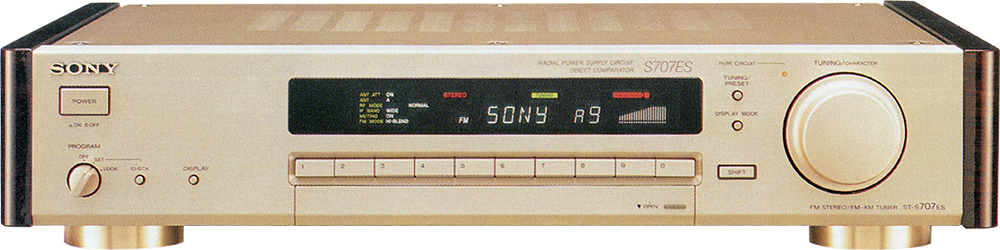 SONY
RADIAL POWER SUPPLY CIRCUIT
DIRECT COMPARATOR
S707ES
PURE CIRCUIT
TUNING/CHARACTER
TUNING/
PRESET
DISPLAY MODE
POWER
ON OFF
ANT ATT ON
ANT A
RF MODE NORMAL
IF BAND WIDE
MUTING ON
FM MODE HI-BLEND
STEREO
TUNING
FM SONY A9
PROGRAM
OFF
SET
LOCK
CHECK
DISPLAY
1 2 3 4 5 6 7 8 9 0
SHIFT
▼ OPEN
FM STEREO/FM-AM TUNER ST-S707ES